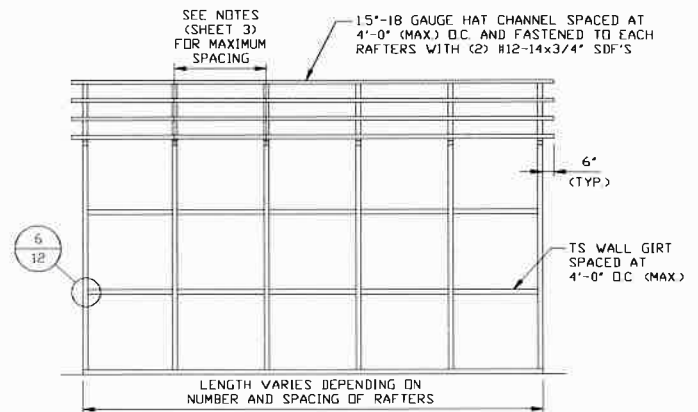 SEE NOTES
(SHEET 3)
FOR MAXIMUM
SPACING
1.5"-18 GAUGE HAT CHANNEL SPACED AT
4'-0" (MAX.) O.C. AND FASTENED TO EACH
RAFTERS WITH (2) #12-14x3/4" SDF'S
6"
(TYP.)
6
12
TS WALL GIRT
SPACED AT
4'-0" O.C. (MAX.)
LENGTH VARIES DEPENDING ON
NUMBER AND SPACING OF RAFTERS